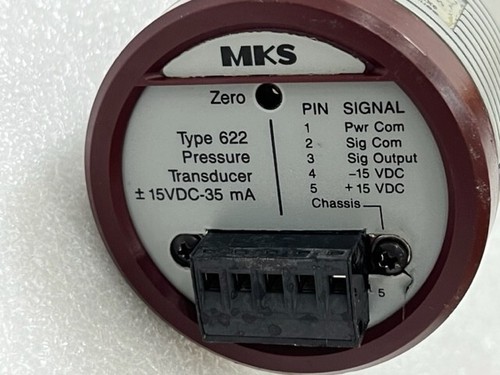 MKS
Zero
Type 622
Pressure
Transducer
± 15VDC-35 mA
PIN SIGNAL
1 Pwr Com
2 Sig Com
3 Sig Output
4 -15 VDC
5 +15 VDC
Chassis
5